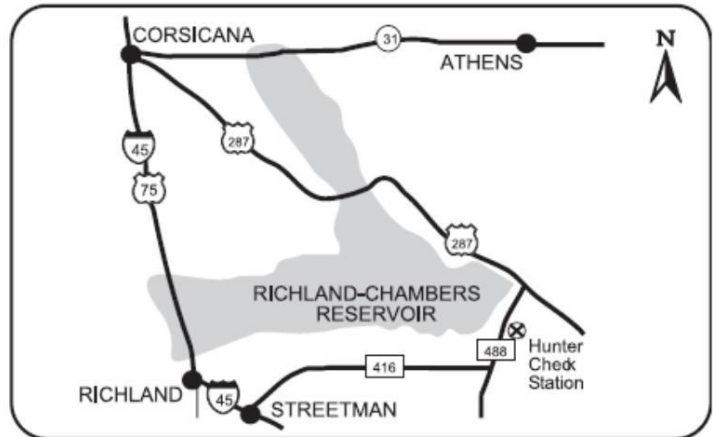 CORSICANA
31
N
ATHENS
287
45
75
287
RICHLAND-CHAMBERS
RESERVOIR
488
Hunter
Check
Station
416
RICHLAND
45
STREETMAN